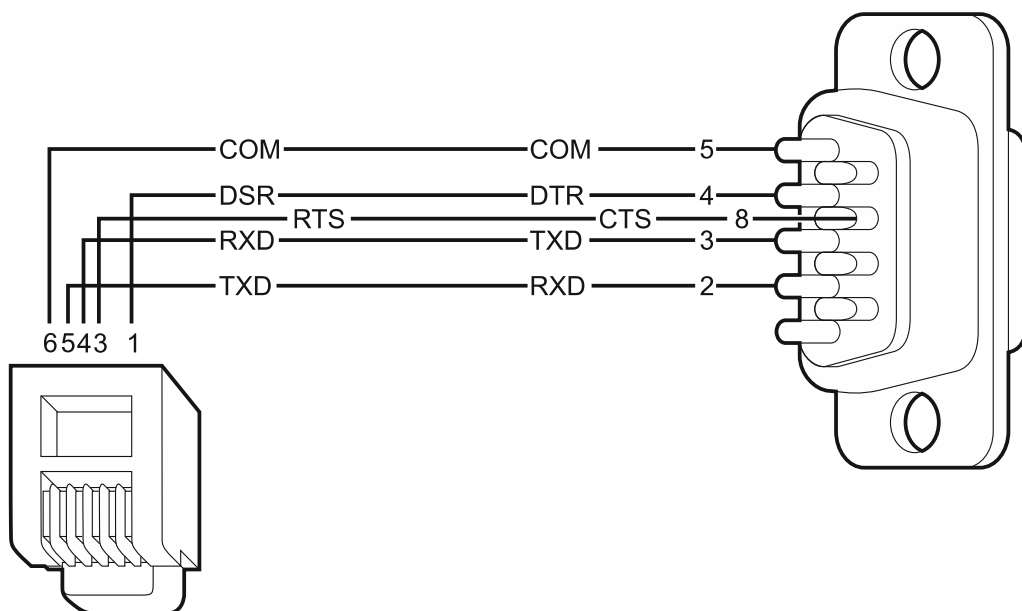 COM COM 5
DSR DTR 4
RTS CTS 8
RXD TXD 3
TXD RXD 2
6543 1